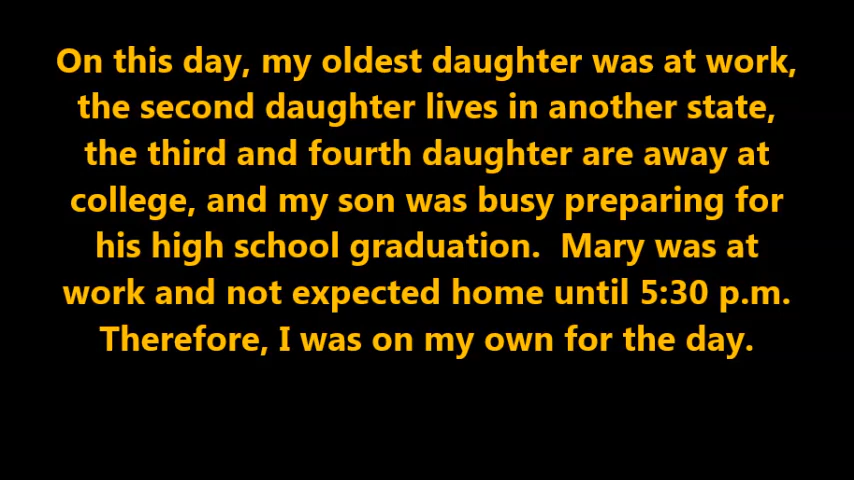 On this day, my oldest daughter was at work,
the second daughter lives in another state,
the third and fourth daughter are away at
college, and my son was busy preparing for
his high school graduation.  Mary was at
work and not expected home until 5:30 p.m.
Therefore, I was on my own for the day.